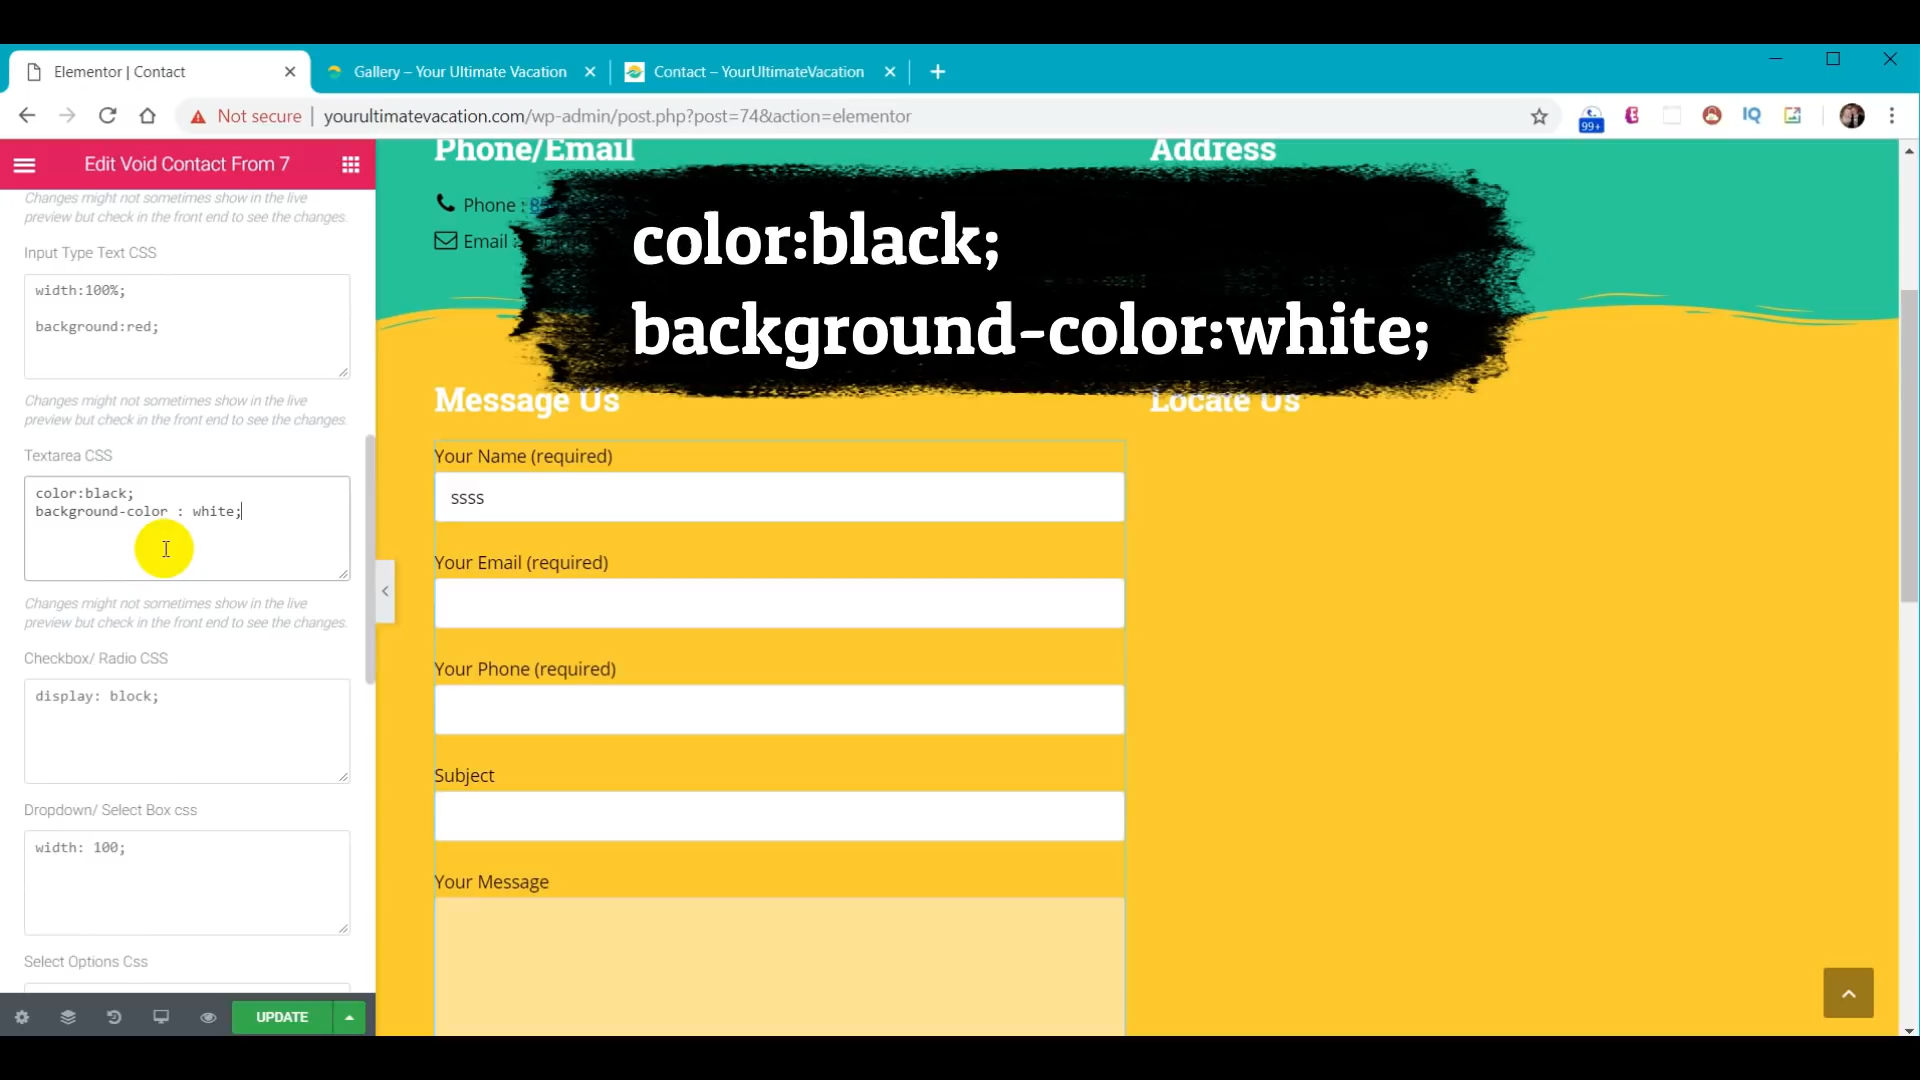 Elementor | Contact
Gallery – Your Ultimate Vacation
Contact – YourUltimateVacation
Not secure
yourultimatevacation.com/wp-admin/post.php?post=74&action=elementor
99+
IQ
Edit Void Contact From 7
Changes might not sometimes show in the live
preview but check in the front end to see the changes.
Input Type Text CSS
width:100%;
background:red;
Changes might not sometimes show in the live
preview but check in the front end to see the changes.
Textarea CSS
color:black;
background-color : white;
Changes might not sometimes show in the live
preview but check in the front end to see the changes.
Checkbox/ Radio CSS
display: block;
Dropdown/ Select Box css
width: 100;
Select Options Css
UPDATE
Phone/Email
Address
Phone :
Email :
color:black;
background-color:white;
Message Us
Locate Us
Your Name (required)
ssss
Your Email (required)
Your Phone (required)
Subject
Your Message